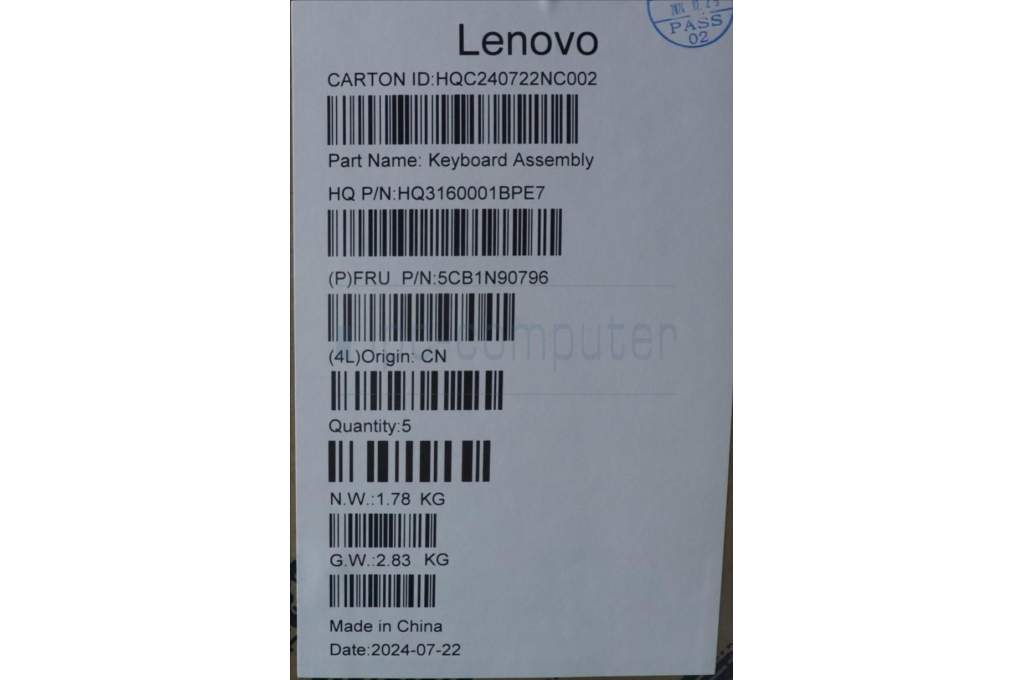 Lenovo
PASS
02
CARTON ID:HQC240722NC002
Part Name: Keyboard Assembly
HQ P/N:HQ3160001BPE7
(P)FRU P/N:5CB1N90796
computer
(4L)Origin: CN
Quantity:5
N.W.:1.78 KG
G.W.:2.83 KG
Made in China
Date:2024-07-22